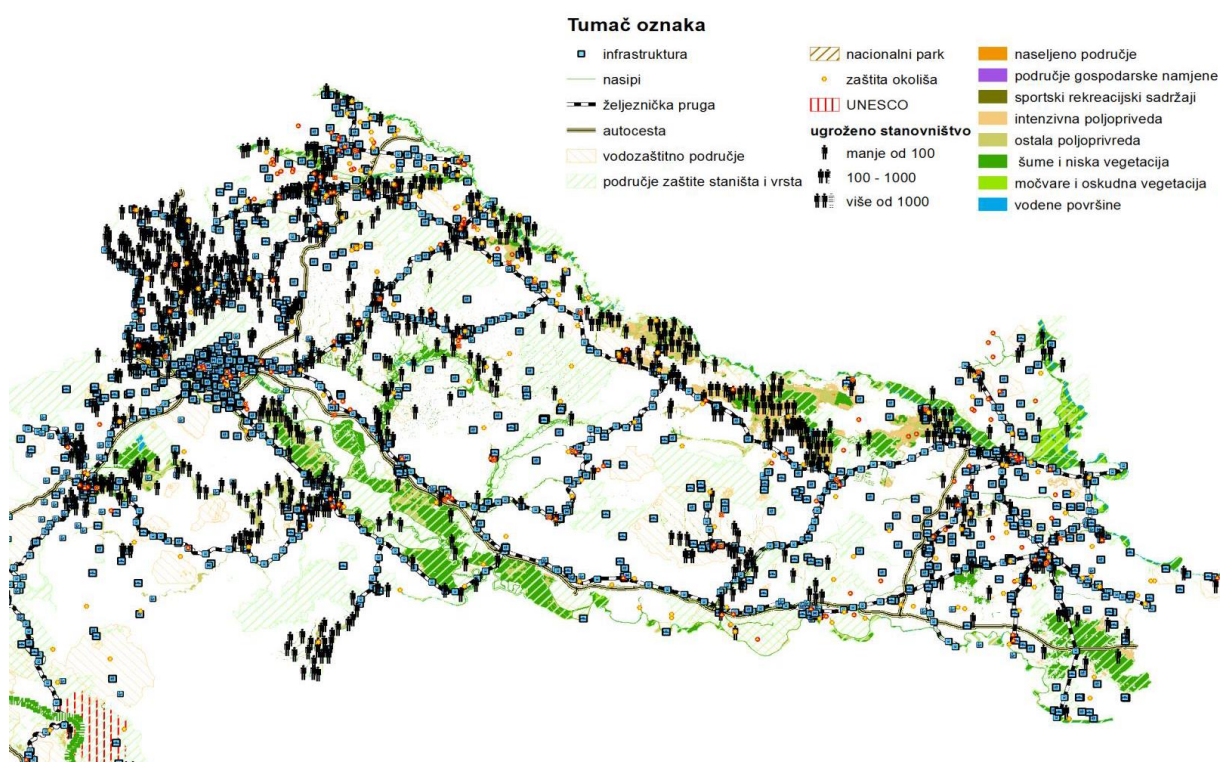 Tumač oznaka
infrastruktura
nasipi
željeznička pruga
autocesta
vodozaštitno područje
područje zaštite staništa i vrsta
nacionalni park
zaštita okoliša
UNESCO
ugroženo stanovništvo
manje od 100
100 - 1000
više od 1000
naseljeno područje
područje gospodarske namjene
sportski rekreacijski sadržaji
intenzivna poljopriveda
ostala poljoprivreda
šume i niska vegetacija
močvare i oskudna vegetacija
vodene površine